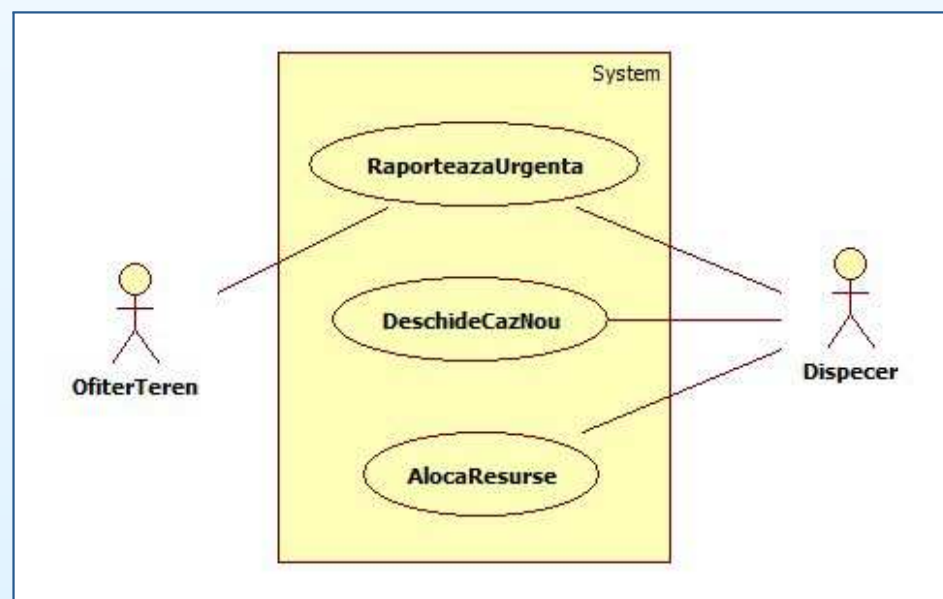 System
RaporteazaUrgenta
DeschideCazNou
OfiterTeren
Dispecer
AlocaResurse